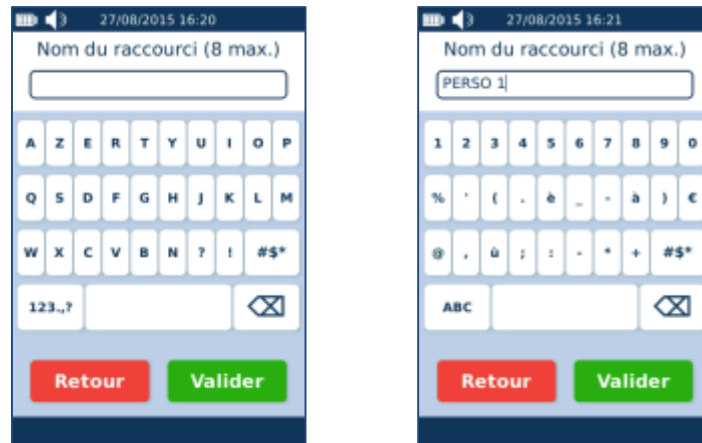 27/08/2015 16:20
Nom du raccourci (8 max.)
A Z E R T Y U I O P
Q S D F G H J K L M
W X C V B N ? ! #$*
123.,?
Retour Valider
27/08/2015 16:21
Nom du raccourci (8 max.)
PERSO 1
1 2 3 4 5 6 7 8 9 0
% ' ( . è _ - à ) €
@ , ù ; : - * + #$*
ABC
Retour Valider